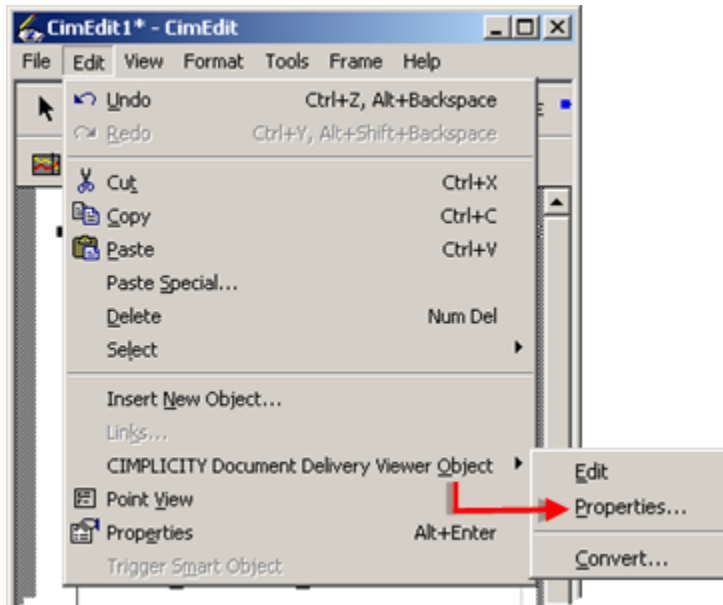 CimEdit1* - CimEdit
File Edit View Format Tools Frame Help
Undo Ctrl+Z, Alt+Backspace
Redo Ctrl+Y, Alt+Shift+Backspace
Cut Ctrl+X
Copy Ctrl+C
Paste Ctrl+V
Paste Special...
Delete Num Del
Select
Insert New Object...
Links...
CIMPLICITY Document Delivery Viewer Object
Edit
Point View
Properties...
Properties Alt+Enter
Convert...
Trigger Smart Object